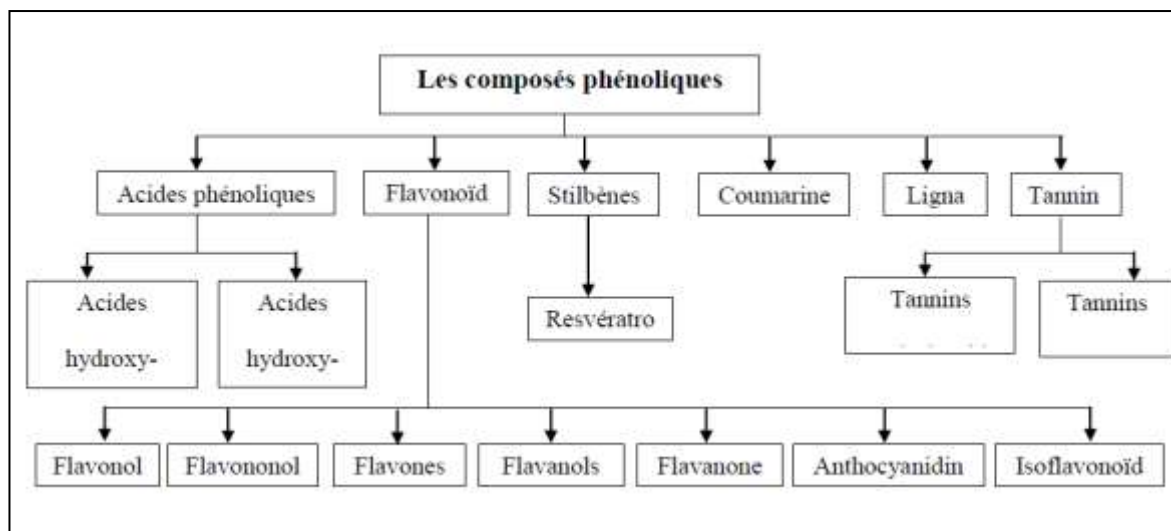 Les composés phénoliques
Acides phénoliques
Flavonoïd
Stilbènes
Coumarine
Ligna
Tannin
Acides
hydroxy-
Acides
hydroxy-
Resvératro
Tannins
Tannins
Flavonol
Flavononol
Flavones
Flavanols
Flavanone
Anthocyanidin
Isoflavonoïd